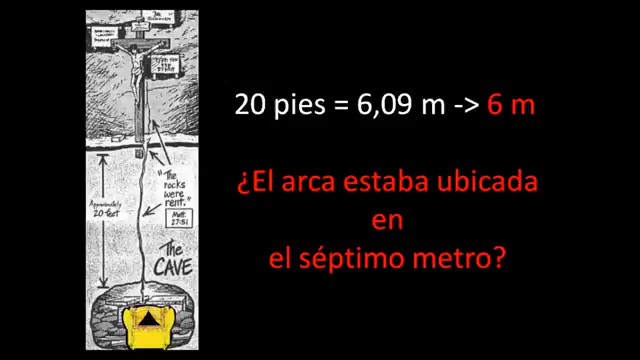 20 pies = 6,09 m -> 6 m
¿El arca estaba ubicada
en
el séptimo metro?
"The
rocks
were
rent."
Matt.
27:51
Approximately
20 feet
The
CAVE